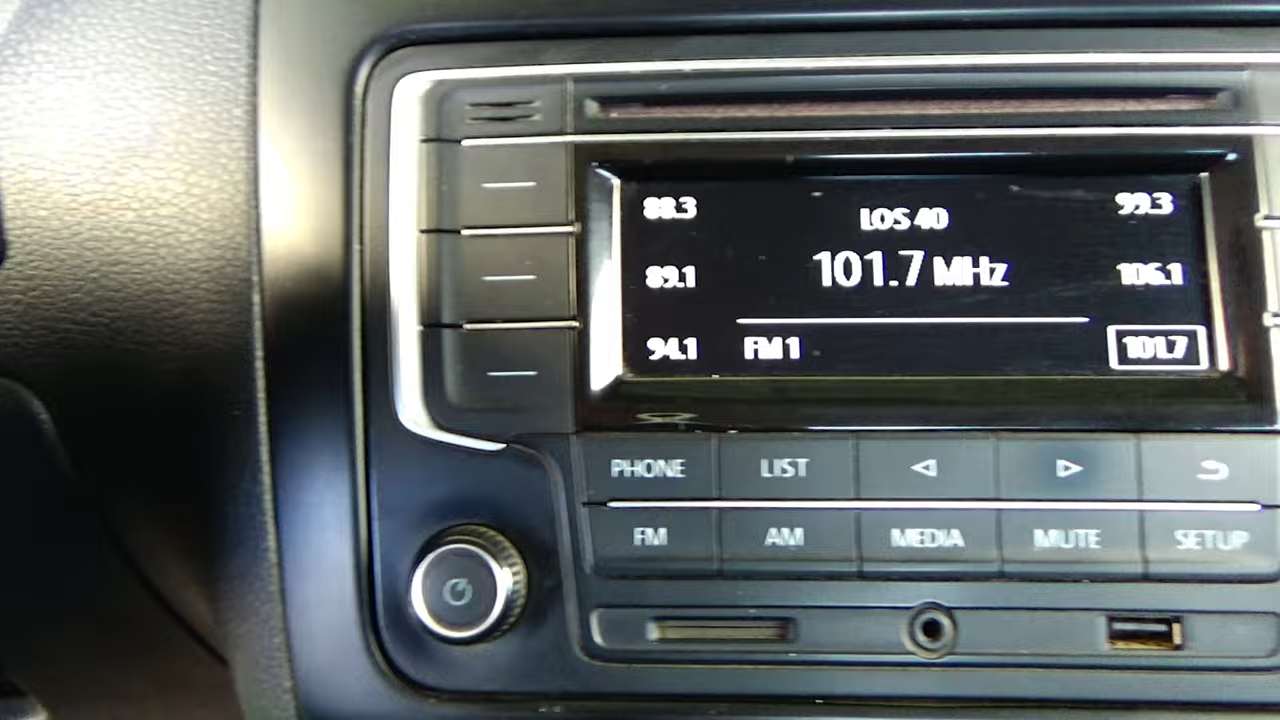 88.3
LOS 40
99.3
89.1
101.7 MHz
106.1
94.1
FM1
101.7
PHONE
LIST
FM
AM
MEDIA
MUTE
SETUP